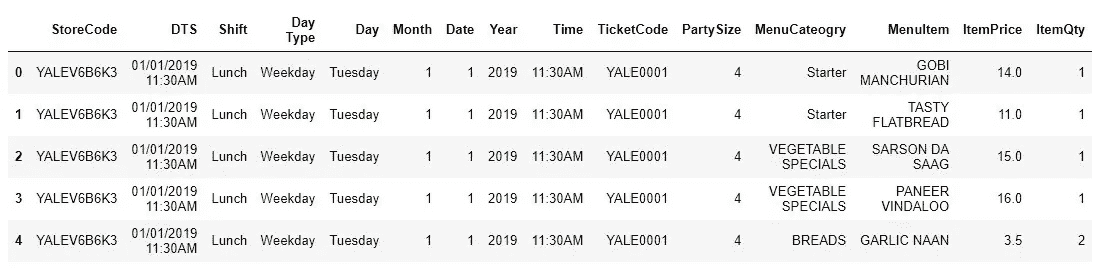 StoreCode DTS Shift Day Type Day Month Date Year Time TicketCode PartySize MenuCateogry MenuItem ItemPrice ItemQty
0 YALEV6B6K3 01/01/2019 11:30AM Lunch Weekday Tuesday 1 1 2019 11:30AM YALE0001 4 Starter GOBI MANCHURIAN 14.0 1
1 YALEV6B6K3 01/01/2019 11:30AM Lunch Weekday Tuesday 1 1 2019 11:30AM YALE0001 4 Starter TASTY FLATBREAD 11.0 1
2 YALEV6B6K3 01/01/2019 11:30AM Lunch Weekday Tuesday 1 1 2019 11:30AM YALE0001 4 VEGETABLE SPECIALS SARSON DA SAAG 15.0 1
3 YALEV6B6K3 01/01/2019 11:30AM Lunch Weekday Tuesday 1 1 2019 11:30AM YALE0001 4 VEGETABLE SPECIALS PANEER VINDALOO 16.0 1
4 YALEV6B6K3 01/01/2019 11:30AM Lunch Weekday Tuesday 1 1 2019 11:30AM YALE0001 4 BREADS GARLIC NAAN 3.5 2